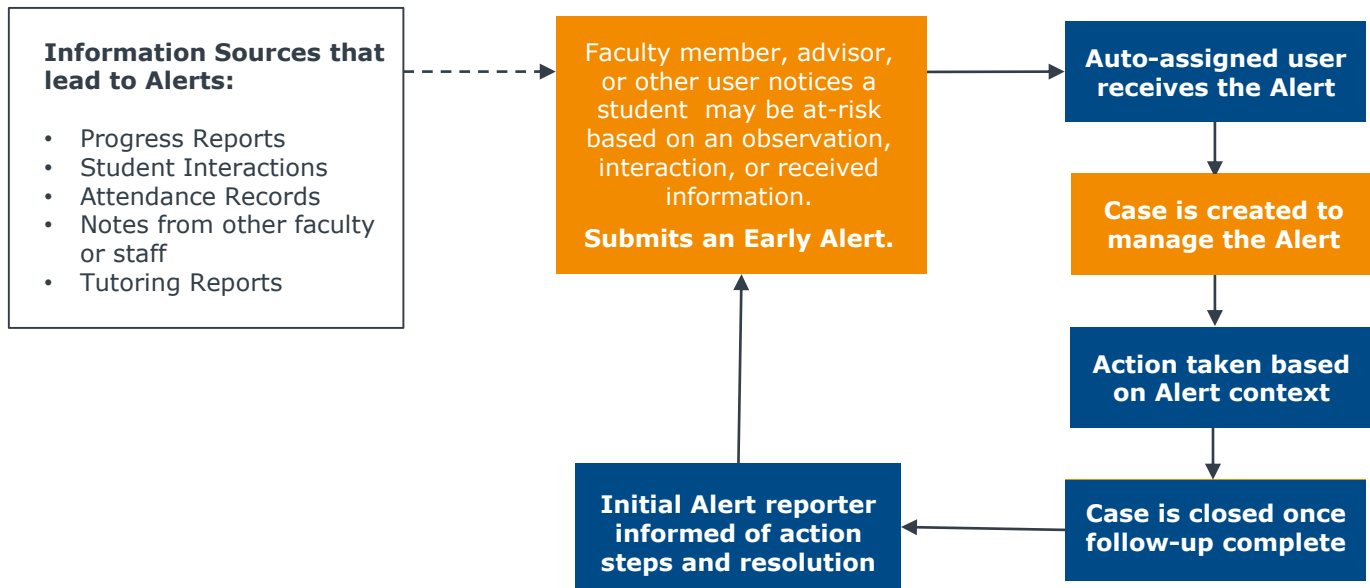 Information Sources that
lead to Alerts:
• Progress Reports
• Student Interactions
• Attendance Records
• Notes from other faculty
or staff
• Tutoring Reports
Faculty member, advisor,
or other user notices a
student may be at-risk
based on an observation,
interaction, or received
information.
Submits an Early Alert.
Auto-assigned user
receives the Alert
Case is created to
manage the Alert
Action taken based
on Alert context
Case is closed once
follow-up complete
Initial Alert reporter
informed of action
steps and resolution